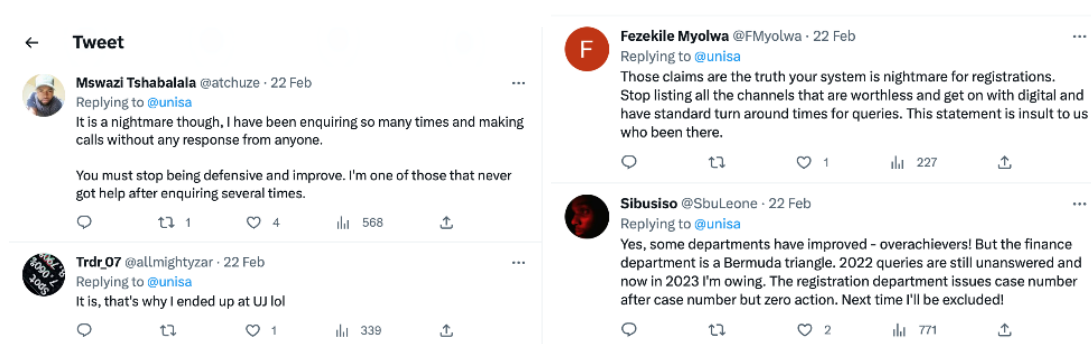 Tweet
Mswazi Tshabalala @atchuze · 22 Feb
Replying to @unisa
It is a nightmare though, I have been enquiring so many times and making
calls without any response from anyone.
You must stop being defensive and improve. I'm one of those that never
got help after enquiring several times.
1 4 568
Trdr_07 @allmightyzar · 22 Feb
Replying to @unisa
It is, that's why I ended up at UJ lol
1 339
F
Fezekile Myolwa @FMyolwa · 22 Feb
Replying to @unisa
Those claims are the truth your system is nightmare for registrations.
Stop listing all the channels that are worthless and get on with digital and
have standard turn around times for queries. This statement is insult to us
who been there.
1 227
Sibusiso @SbuLeone · 22 Feb
Replying to @unisa
Yes, some departments have improved - overachievers! But the finance
department is a Bermuda triangle. 2022 queries are still unanswered and
now in 2023 I'm owing. The registration department issues case number
after case number but zero action. Next time I'll be excluded!
2 771